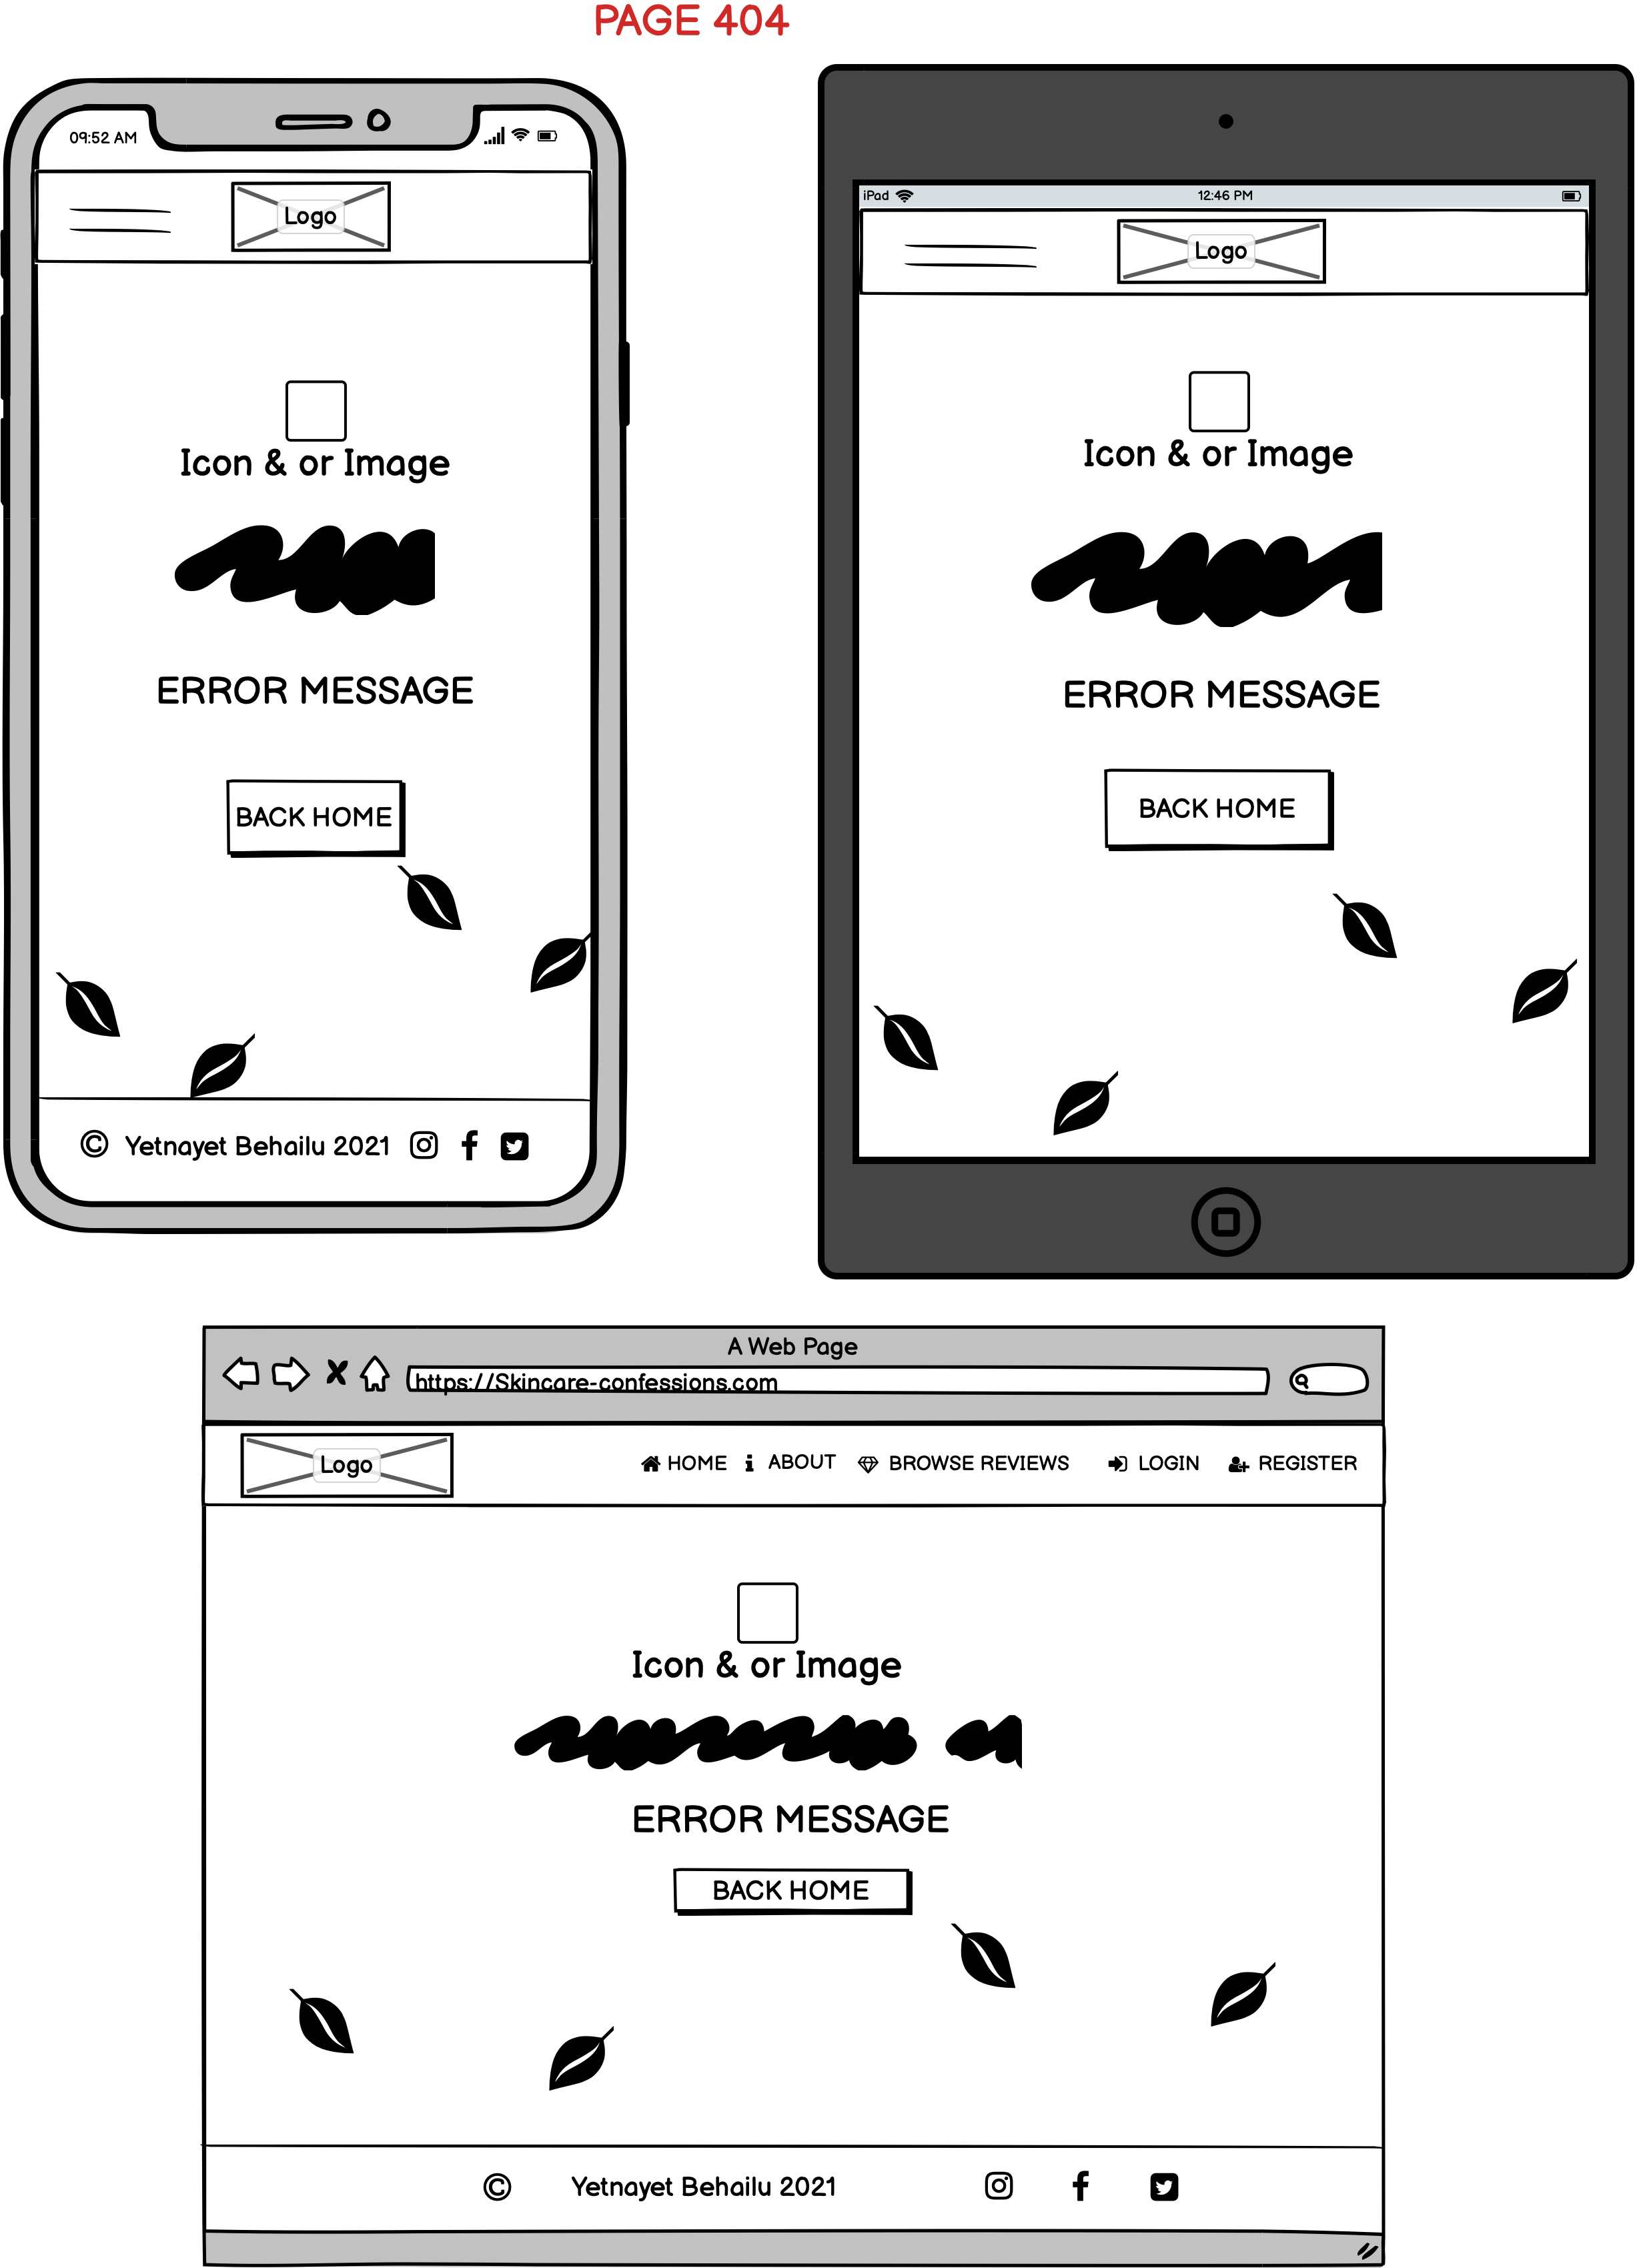 PAGE 404
09:52 AM
Logo
Icon & or Image
ERROR MESSAGE
BACK HOME
© Yetnayet Behailu 2021
iPad 12:46 PM
Logo
Icon & or Image
ERROR MESSAGE
BACK HOME
A Web Page
https://Skincare-confessions.com
Logo HOME ABOUT BROWSE REVIEWS LOGIN REGISTER
Icon & or Image
ERROR MESSAGE
BACK HOME
© Yetnayet Behailu 2021